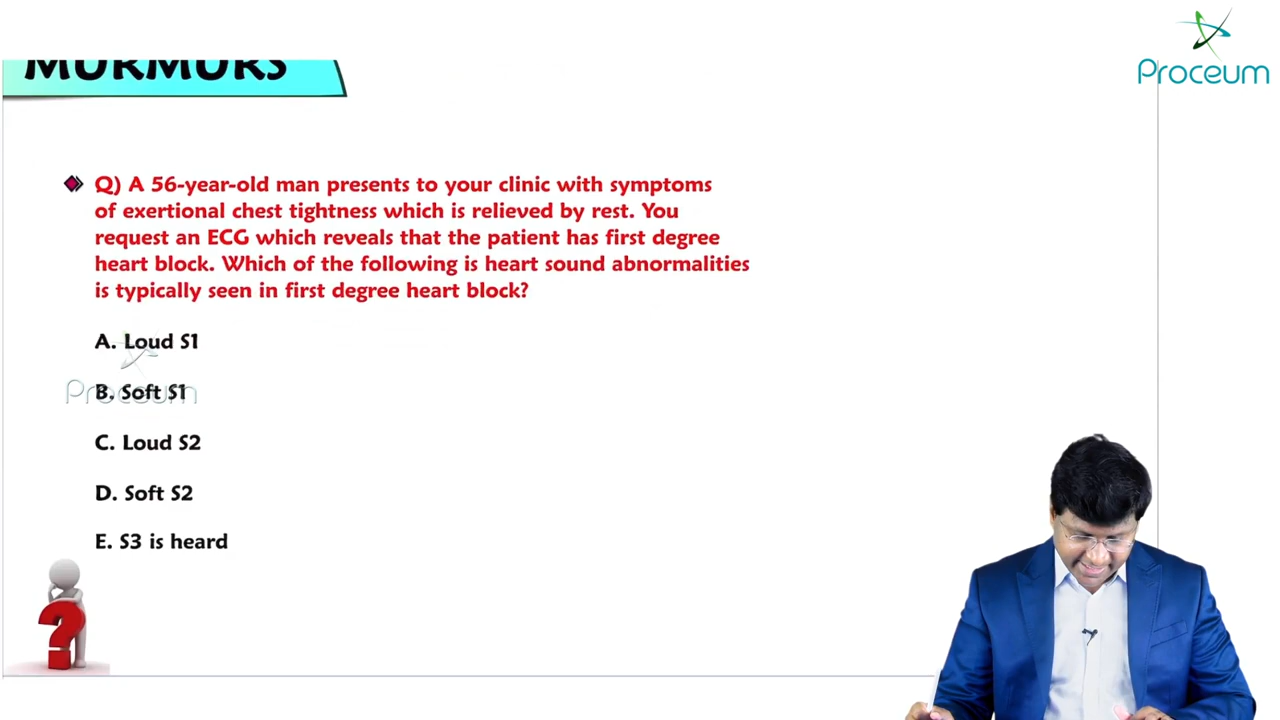 MURMURS
Proceum
Q) A 56-year-old man presents to your clinic with symptoms
of exertional chest tightness which is relieved by rest. You
request an ECG which reveals that the patient has first degree
heart block. Which of the following is heart sound abnormalities
is typically seen in first degree heart block?
A. Loud S1
B. Soft S1
Proceum
C. Loud S2
D. Soft S2
E. S3 is heard
?